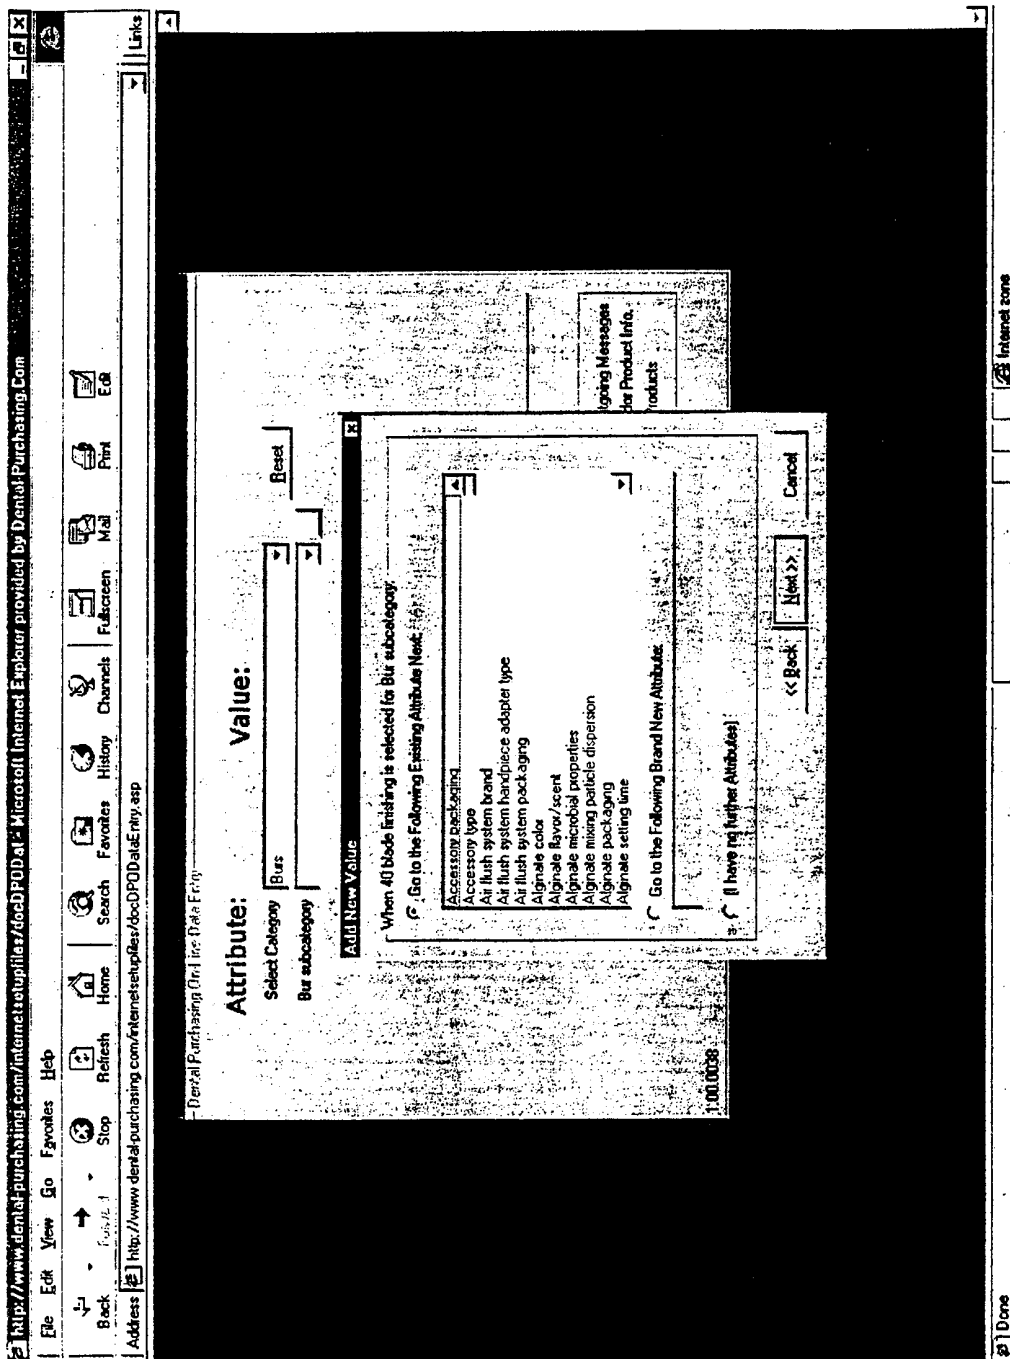 http://www.dental-purchasing.com/internetsetupfiles/docDPODat - Microsoft Internet Explorer provided by Dental-Purchasing.Com
File Edit View Go Favorites Help
Back Stop Refresh Home Search Favorites History Channels Fullscreen Mail Print Edit
Address http://www.dental-purchasing.com/internetsetupfiles/docDPODataEntry.asp Links
Dental Purchasing OnLine Data Entry
Attribute: Value:
Select Category Burs Reset
Bur subcategory
Add New Value
When 40 blade finishing is selected for Bur subcategory:
Go to the Following Existing Attribute Next:
Accessory packaging
Accessory type
Air flush system brand
Air flush system handpiece adapter type
Air flush system packaging
Alginate color
Alginate flavor/scent
Alginate microbial properties
Alginate mixing particle dispersion
Alginate packaging
Alginate setting time
tgoing Messages
dor Product Info.
Products
Go to the Following Brand New Attribute:
(I have no further Attributes)
1:00.0038
<< Back Next >> Cancel
Done Internet zone